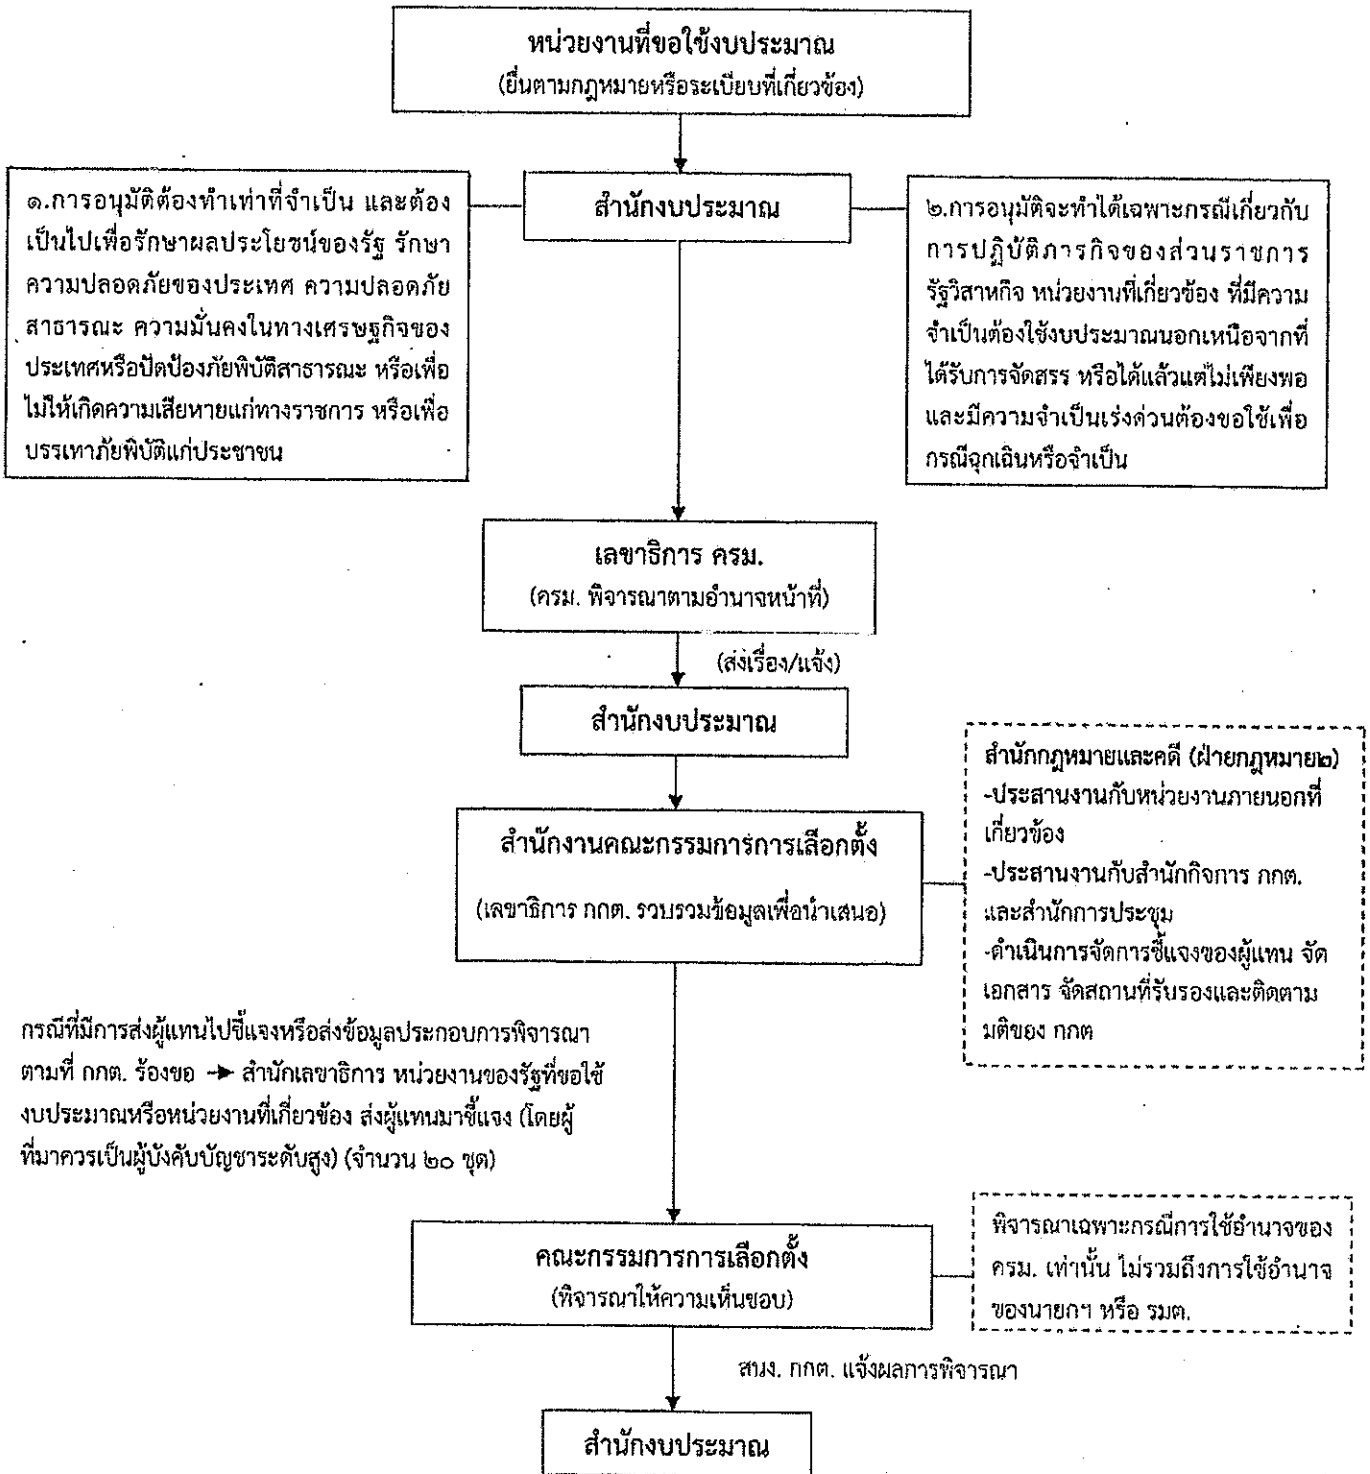 หน่วยงานที่ขอใช้งบประมาณ
(ยื่นตามกฎหมายหรือระเบียบที่เกี่ยวข้อง)
สำนักงบประมาณ
๑.การอนุมัติต้องทำเท่าที่จำเป็น และต้อง
เป็นไปเพื่อรักษาผลประโยชน์ของรัฐ รักษา
ความปลอดภัยของประเทศ ความปลอดภัย
สาธารณะ ความมั่นคงในทางเศรษฐกิจของ
ประเทศหรือปัดป้องภัยพิบัติสาธารณะ หรือเพื่อ
ไม่ให้เกิดความเสียหายแก่ทางราชการ หรือเพื่อ
บรรเทาภัยพิบัติแก่ประชาชน
๒.การอนุมัติจะทำได้เฉพาะกรณีเกี่ยวกับ
การปฏิบัติภารกิจของส่วนราชการ
รัฐวิสาหกิจ หน่วยงานที่เกี่ยวข้อง ที่มีความ
จำเป็นต้องใช้งบประมาณนอกเหนือจากที่
ได้รับการจัดสรร หรือได้แล้วแต่ไม่เพียงพอ
และมีความจำเป็นเร่งด่วนต้องขอใช้เพื่อ
กรณีฉุกเฉินหรือจำเป็น
เลขาธิการ ครม.
(ครม. พิจารณาตามอำนาจหน้าที่)
(ส่งเรื่อง/แจ้ง)
สำนักงบประมาณ
สำนักงานคณะกรรมการการเลือกตั้ง
(เลขาธิการ กกต. รวบรวมข้อมูลเพื่อนำเสนอ)
สำนักกฎหมายและคดี (ฝ่ายกฎหมาย๒)
-ประสานงานกับหน่วยงานภายนอกที่
เกี่ยวข้อง
-ประสานงานกับสำนักกิจการ กกต.
และสำนักการประชุม
-ดำเนินการจัดการชี้แจงของผู้แทน จัด
เอกสาร จัดสถานที่รับรองและติดตาม
มติของ กกต
กรณีที่มีการส่งผู้แทนไปชี้แจงหรือส่งข้อมูลประกอบการพิจารณา
ตามที่ กกต. ร้องขอ → สำนักเลขาธิการ หน่วยงานของรัฐที่ขอใช้
งบประมาณหรือหน่วยงานที่เกี่ยวข้อง ส่งผู้แทนมาชี้แจง (โดยผู้
ที่มาควรเป็นผู้บังคับบัญชาระดับสูง) (จำนวน ๒๐ ชุด)
คณะกรรมการการเลือกตั้ง
(พิจารณาให้ความเห็นชอบ)
พิจารณาเฉพาะกรณีการใช้อำนาจของ
ครม. เท่านั้น ไม่รวมถึงการใช้อำนาจ
ของนายกฯ หรือ รมต.
สนง. กกต. แจ้งผลการพิจารณา
สำนักงบประมาณ